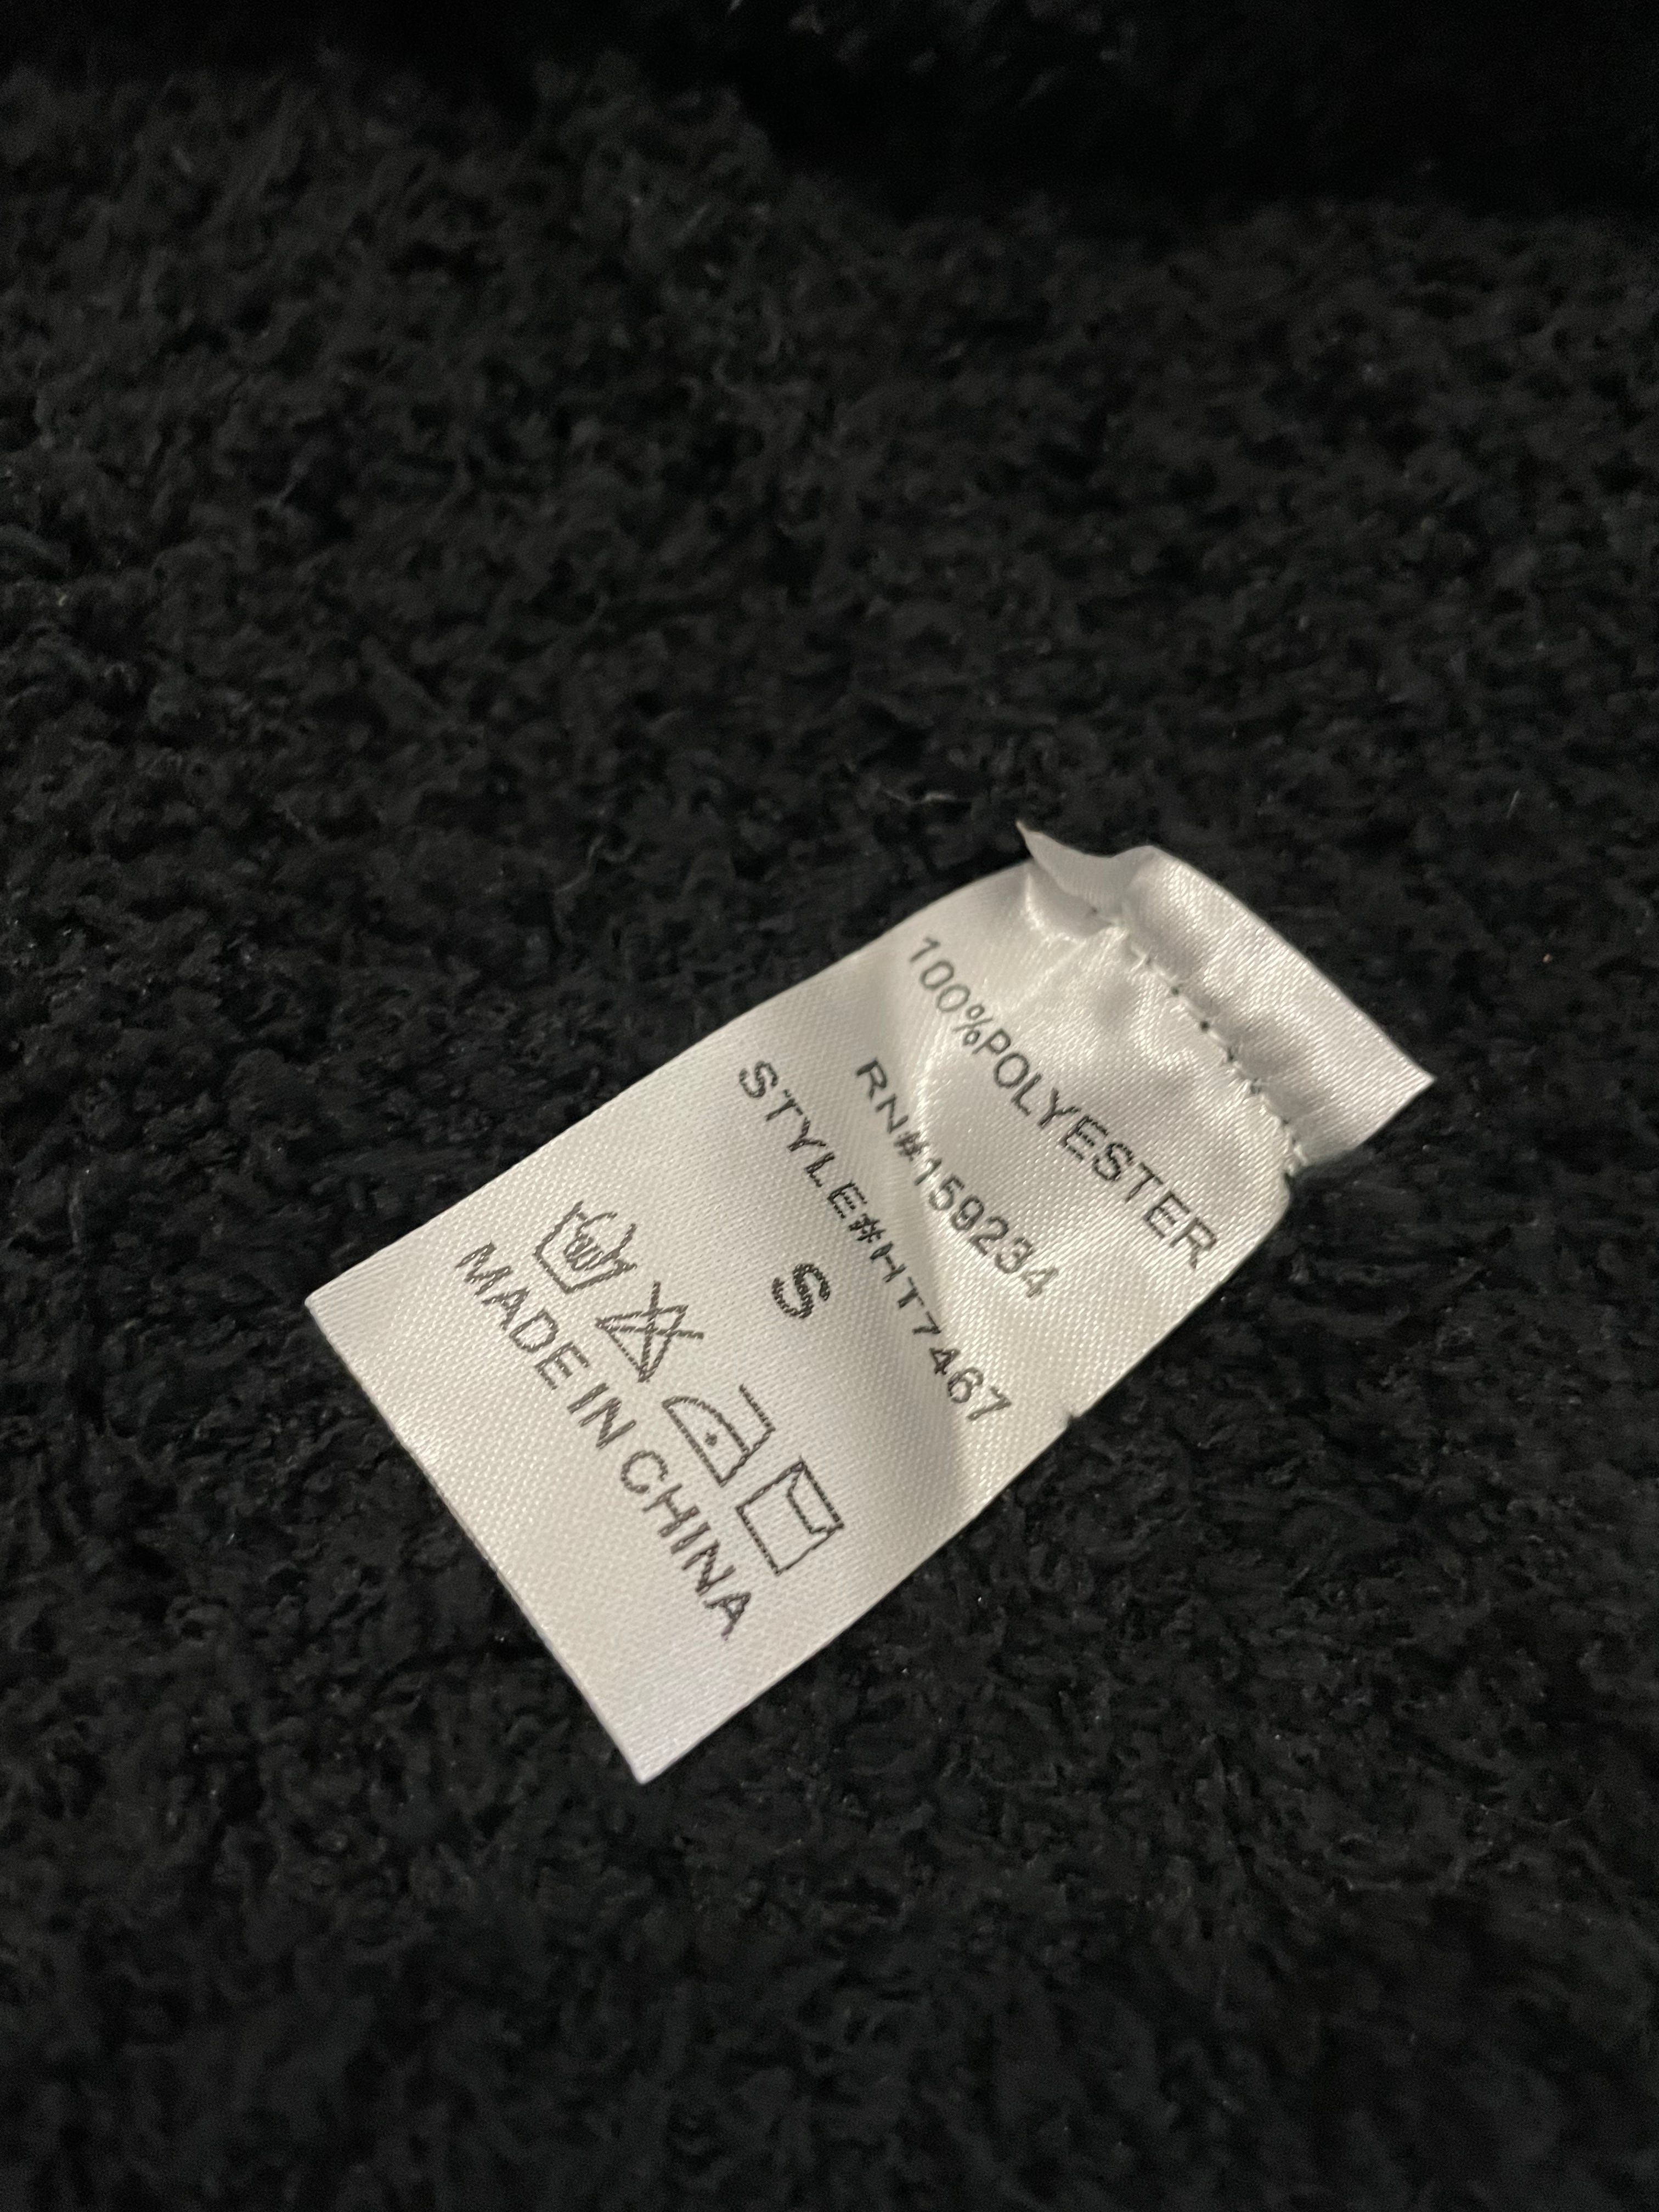 100%POLYESTER
RN#159234
STYLE#HT7467
S
MADE IN CHINA